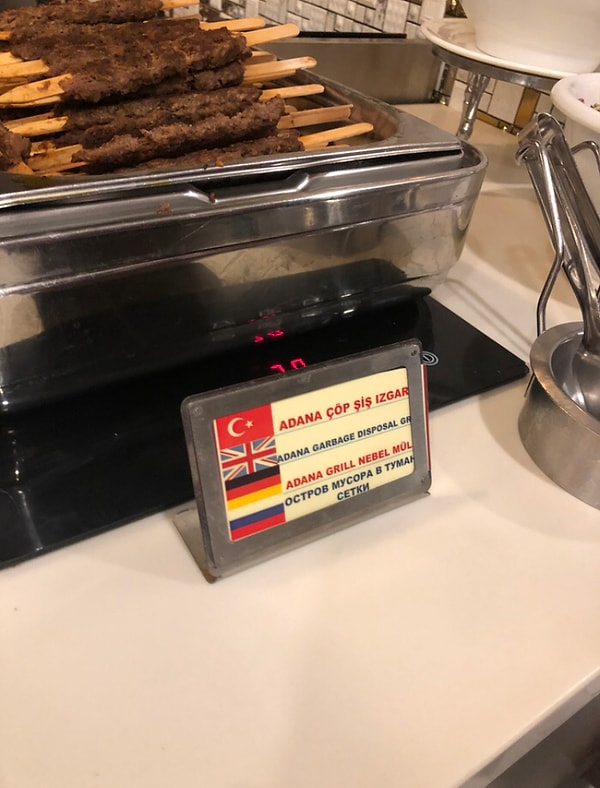 ADANA ÇÖP ŞİŞ IZGAR
ADANA GARBAGE DISPOSAL GR
ADANA GRILL NEBEL MÜL
ОСТРОВ МУСОРА В ТУМАН
СЕТКИ